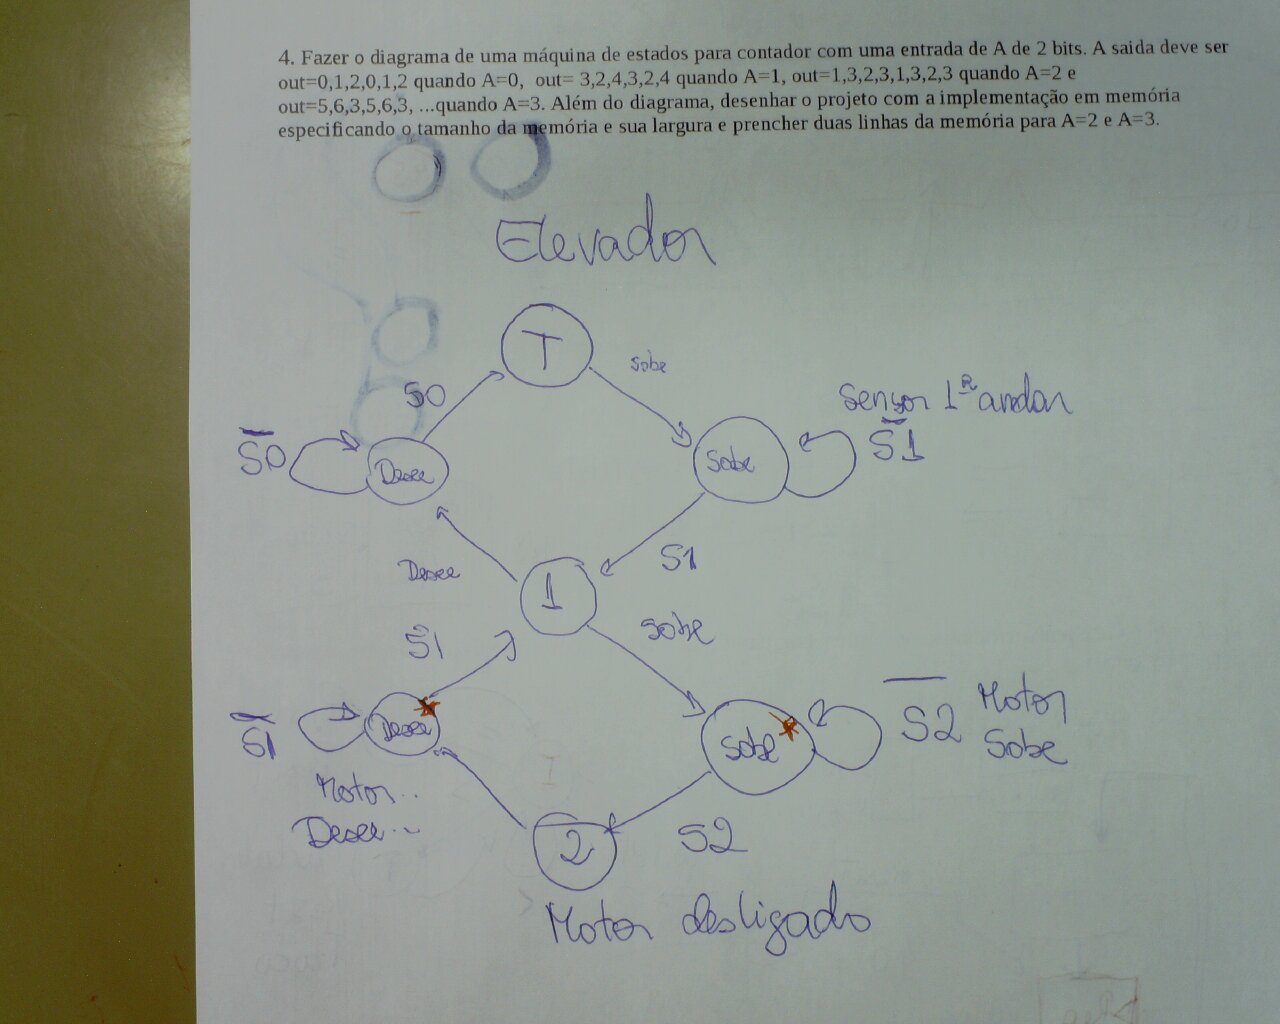 4. Fazer o diagrama de uma máquina de estados para contador com uma entrada de A de 2 bits. A saida deve ser
out=0,1,2,0,1,2 quando A=0, out= 3,2,4,3,2,4 quando A=1, out=1,3,2,3,1,3,2,3 quando A=2 e
out=5,6,3,5,6,3, ...quando A=3. Além do diagrama, desenhar o projeto com a implementação em memória
especificando o tamanho da memória e sua largura e prencher duas linhas da memória para A=2 e A=3.
Elevador
T
Sobe
S0
Sensor 1º andar
S0
Desce
Sobe
S1
Desce
S1
1
S1
Sobe
S1
Desce
Sobe
S2
Motor
Sobe
Motor..
Desce..
2
S2
Motor desligado